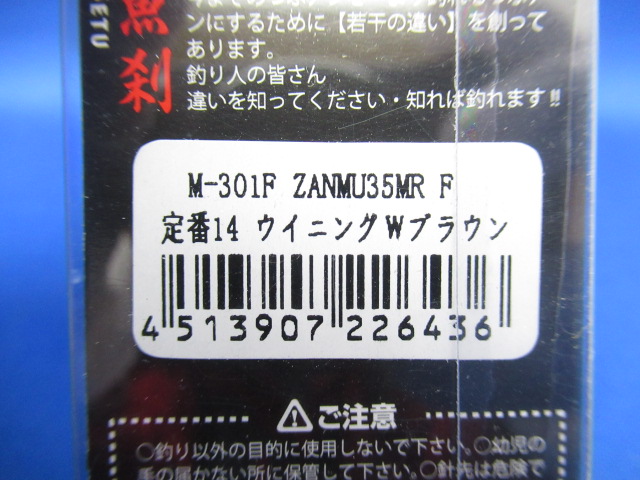 ンにするために【若干の違い】を創って
あります。
釣り人の皆さん
違いを知ってください・知れば釣れます!!
魚刹
SETU
M-301F ZANMU35MR F
定番14 ウイニングWブラウン
4 513907 226436
⚠ご注意
○釣り以外の目的に使用しないで下さい。○幼児の
手の届かない所に保管して下さい。○針先は危険で